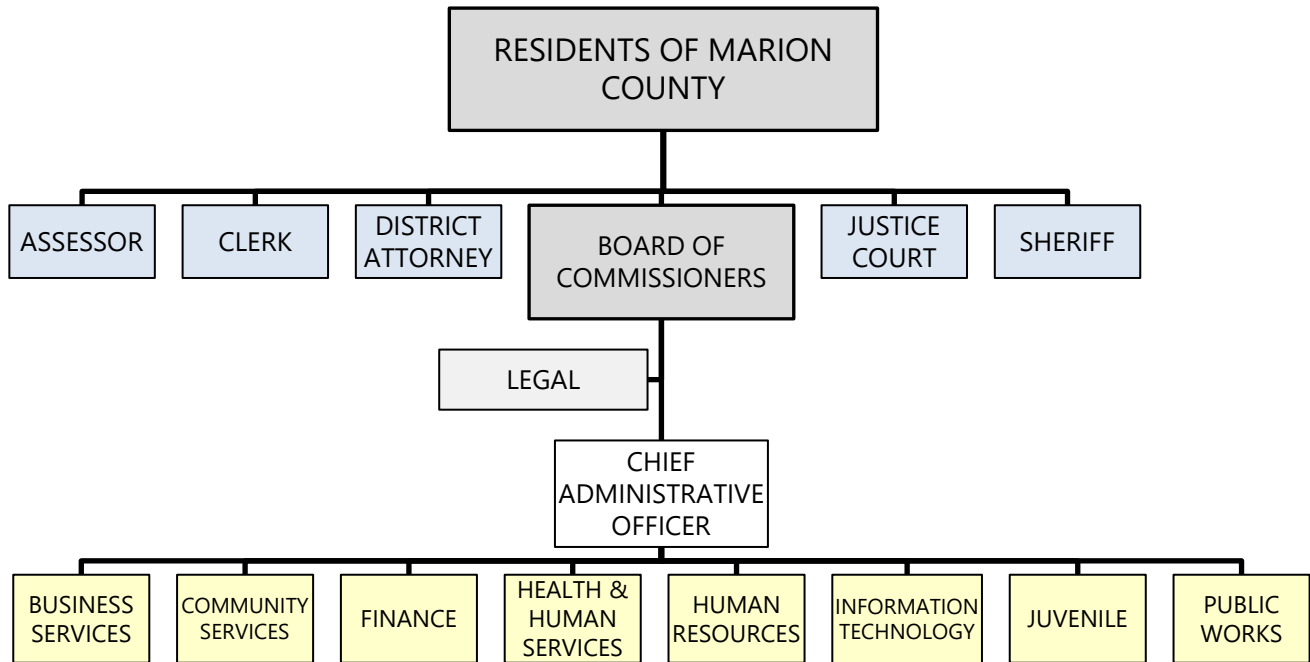 RESIDENTS OF MARION
COUNTY
ASSESSOR
CLERK
DISTRICT
ATTORNEY
BOARD OF
COMMISSIONERS
JUSTICE
COURT
SHERIFF
LEGAL
CHIEF
ADMINISTRATIVE
OFFICER
BUSINESS
SERVICES
COMMUNITY
SERVICES
FINANCE
HEALTH &
HUMAN
SERVICES
HUMAN
RESOURCES
INFORMATION
TECHNOLOGY
JUVENILE
PUBLIC
WORKS